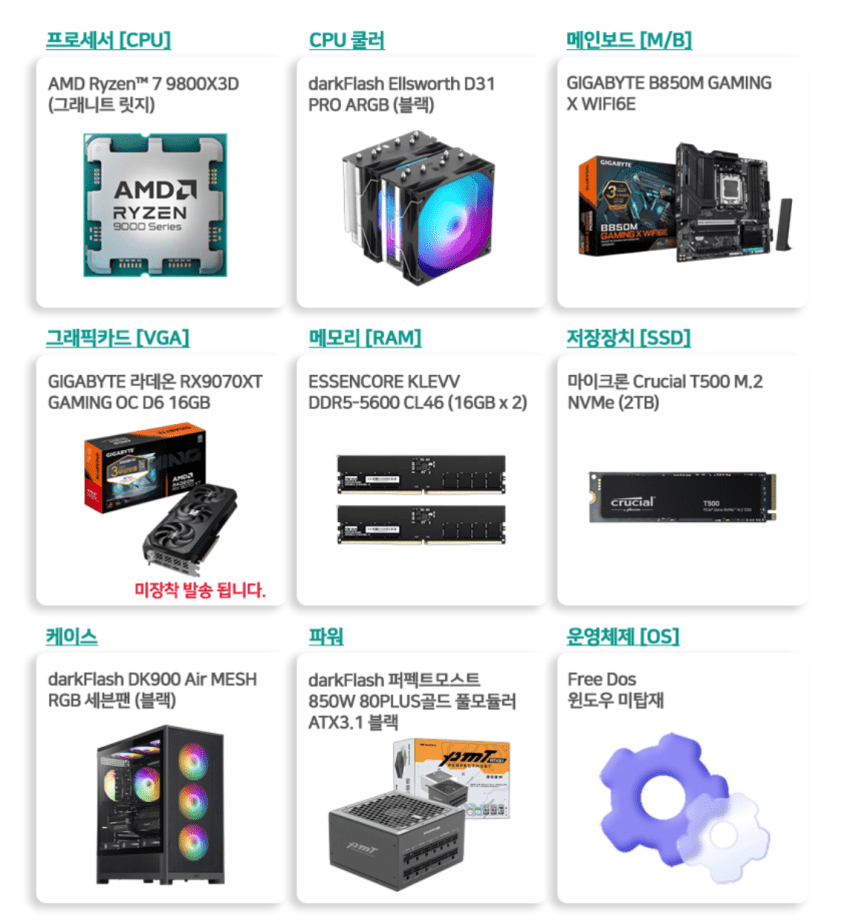 프로세서 [CPU]
CPU 쿨러
메인보드 [M/B]
AMD Ryzen™ 7 9800X3D
(그래니트 릿지)
AMD
RYZEN
9000 Series
darkFlash Ellsworth D31
PRO ARGB (블랙)
GIGABYTE B850M GAMING
X WIFI6E
GIGABYTE
3
B850M
GAMING X WIFI6E
그래픽카드 [VGA]
메모리 [RAM]
저장장치 [SSD]
GIGABYTE 라데온 RX9070XT
GAMING OC D6 16GB
GIGABYTE
AMD
RADEON
미장착 발송 됩니다.
ESSENCORE KLEVV
DDR5-5600 CL46 (16GB x 2)
마이크론 Crucial T500 M.2
NVMe (2TB)
crucial
T500
케이스
파워
운영체제 [OS]
darkFlash DK900 Air MESH
RGB 세븐팬 (블랙)
darkFlash 퍼펙트모스트
850W 80PLUS골드 풀모듈러
ATX3.1 블랙
pmT
PERFECTMOST
850W
pmT
Free Dos
윈도우 미탑재